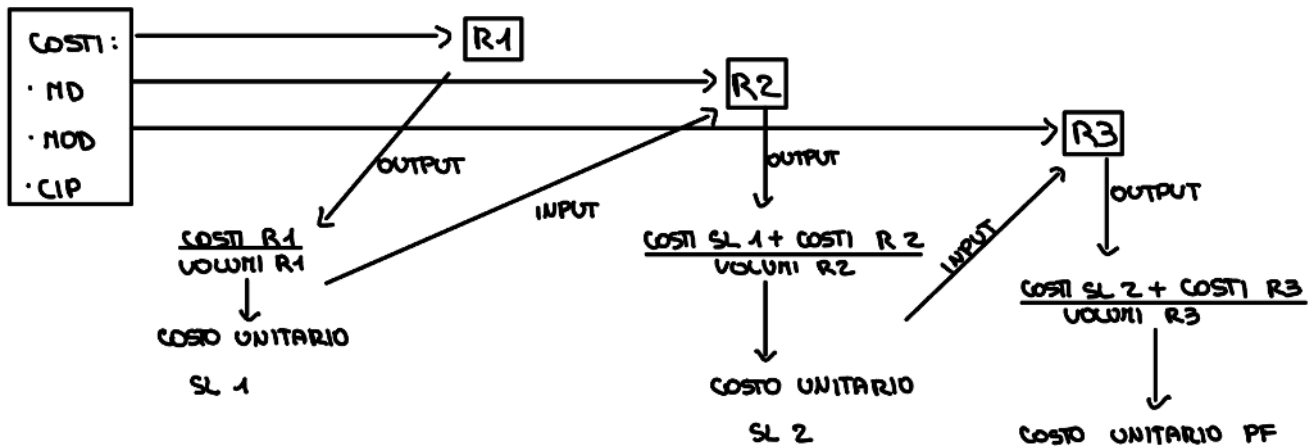 COSTI:
· MD
· MOD
· CIP
R1
R2
R3
OUTPUT
INPUT
OUTPUT
INPUT
OUTPUT
COSTI R1
VOLUMI R1
COSTO UNITARIO
SL 1
COSTI SL 1 + COSTI R2
VOLUMI R2
COSTO UNITARIO
SL 2
COSTI SL 2 + COSTI R3
VOLUMI R3
COSTO UNITARIO PF